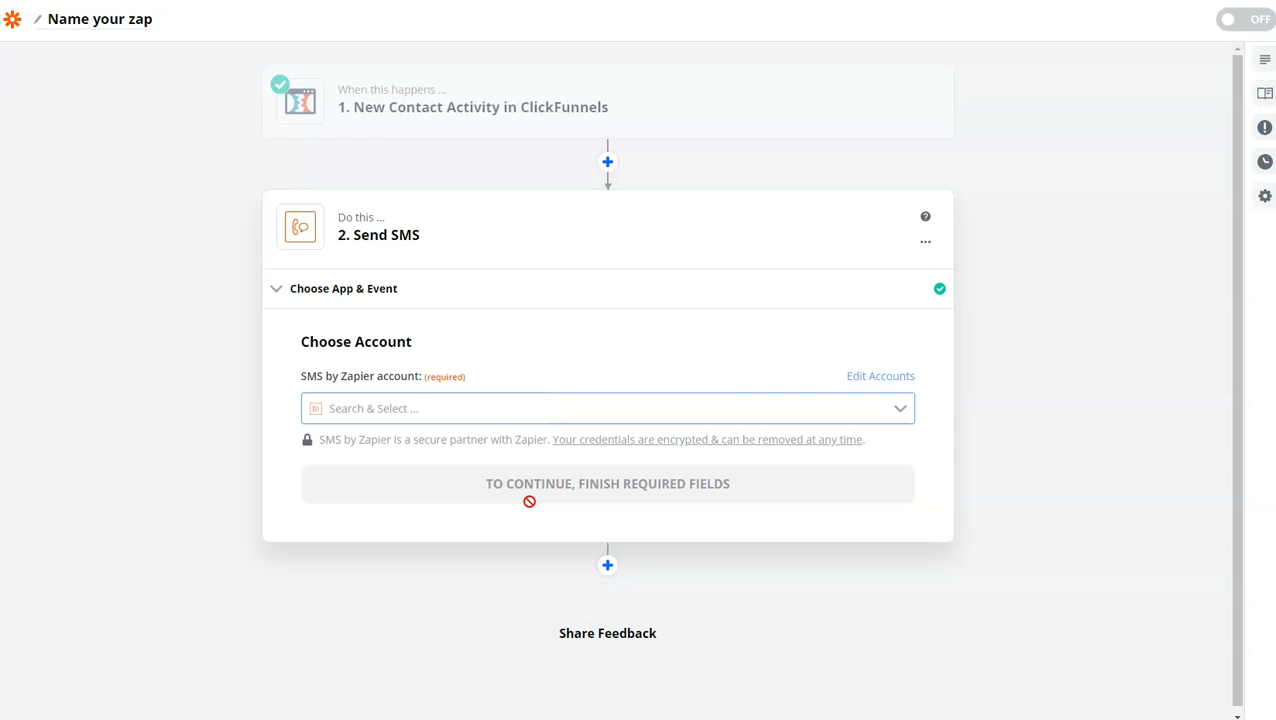 Name your zap
OFF
When this happens ...
1. New Contact Activity in ClickFunnels
Do this ...
2. Send SMS
Choose App & Event
Choose Account
SMS by Zapier account: (required)
Edit Accounts
Search & Select ...
SMS by Zapier is a secure partner with Zapier. Your credentials are encrypted & can be removed at any time.
TO CONTINUE, FINISH REQUIRED FIELDS
Share Feedback